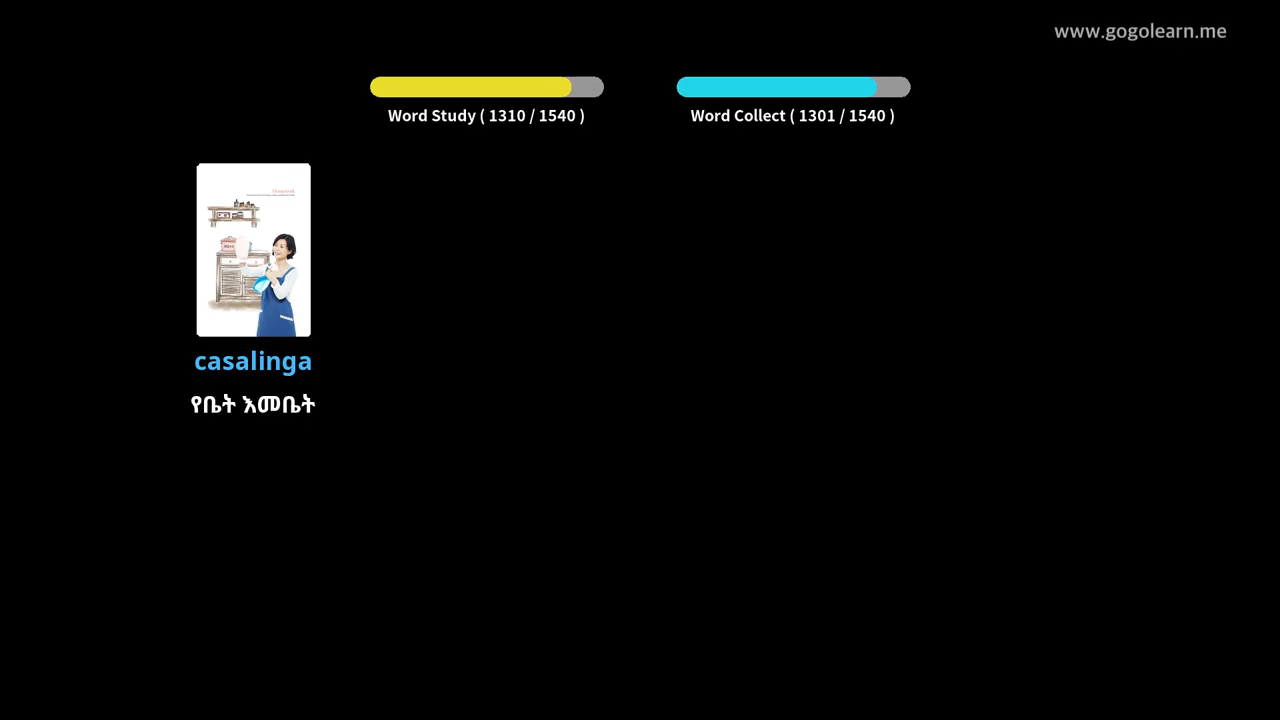 www.gogolearn.me
Word Study ( 1310 / 1540 )
Word Collect ( 1301 / 1540 )
casalinga
የቤት እመቤት